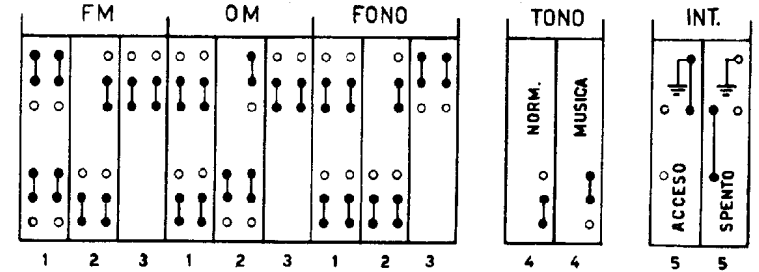 FM OM FONO TONO INT.
NORM. MUSICA ACCESO SPENTO
1 2 3 1 2 3 1 2 3 4 4 5 5